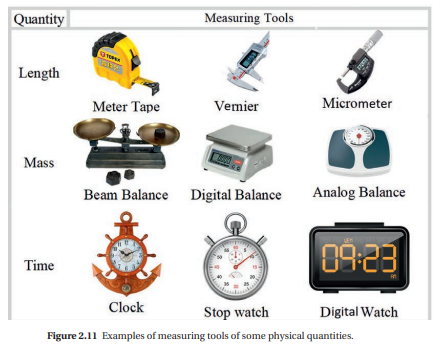 Quantity Measuring Tools
Length
TOPEX
Meter Tape Vernier Micrometer
Mass
Beam Balance Digital Balance Analog Balance
Time
09:23
Clock Stop watch Digital Watch
Figure 2.11 Examples of measuring tools of some physical quantities.